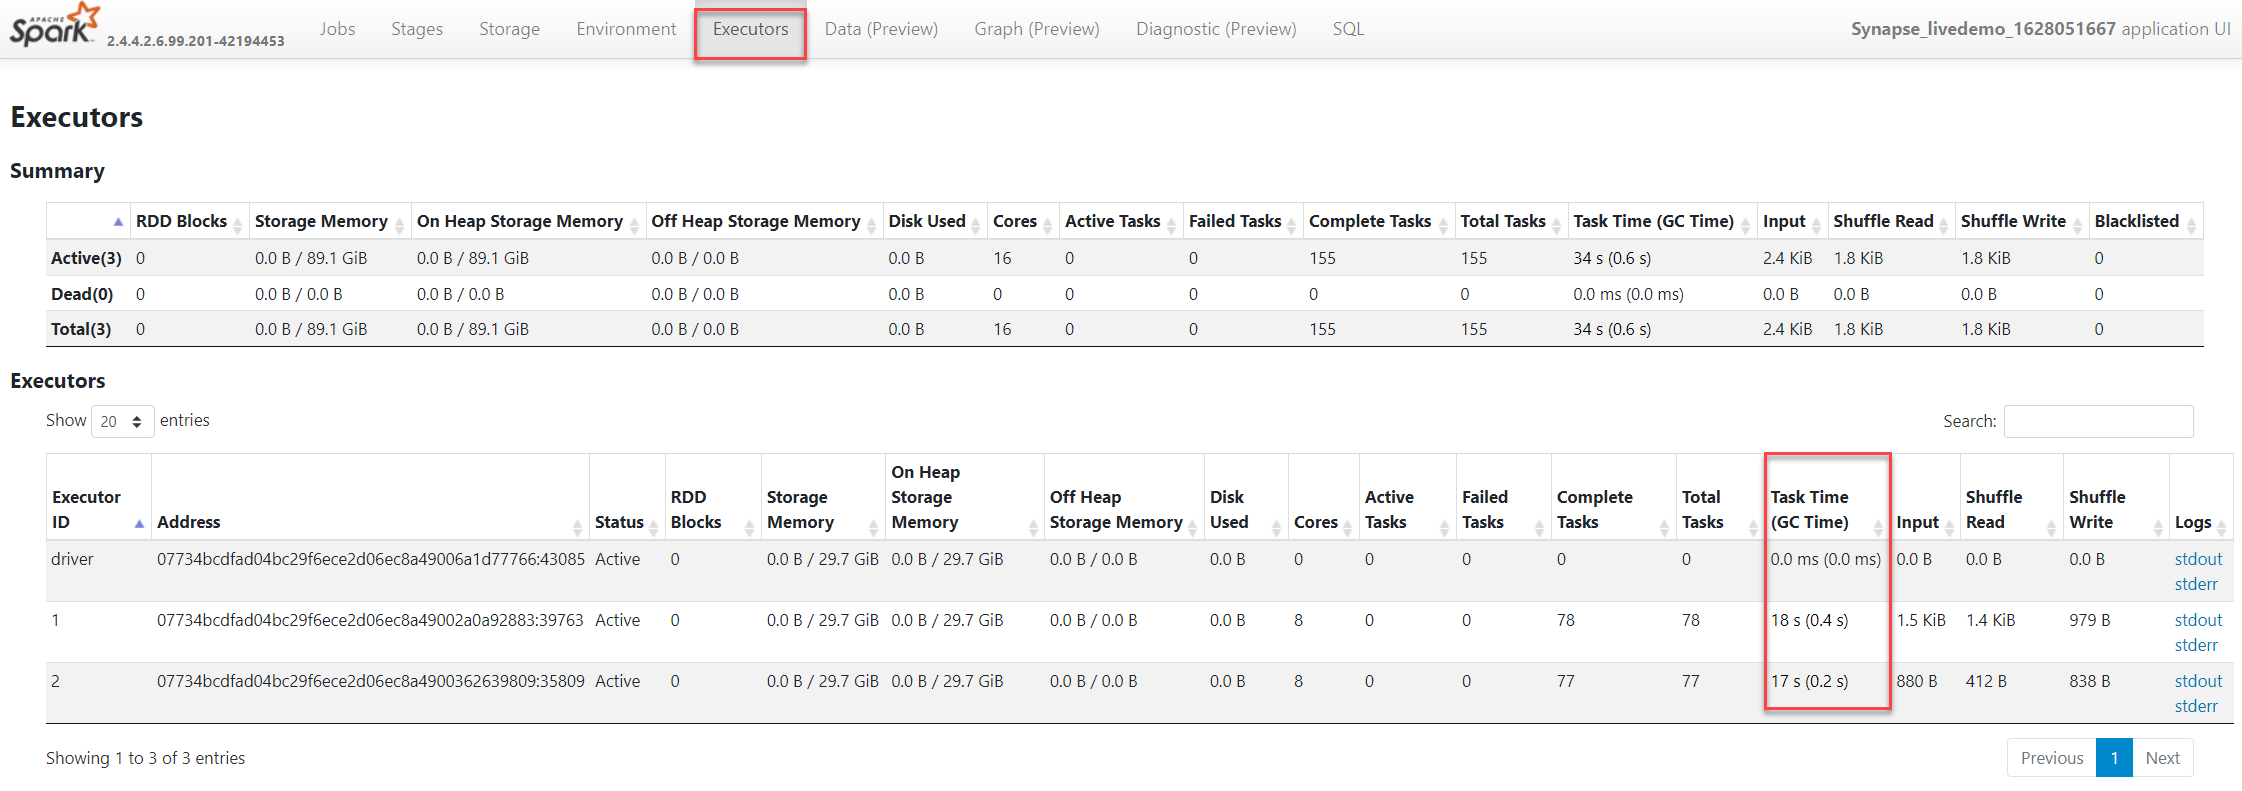 APACHE Spark 2.4.4.2.6.99.201-42194453 Jobs Stages Storage Environment Executors Data (Preview) Graph (Preview) Diagnostic (Preview) SQL Synapse_livedemo_1628051667 application UI
Executors
Summary
RDD Blocks Storage Memory On Heap Storage Memory Off Heap Storage Memory Disk Used Cores Active Tasks Failed Tasks Complete Tasks Total Tasks Task Time (GC Time) Input Shuffle Read Shuffle Write Blacklisted
Active(3) 0 0.0 B / 89.1 GiB 0.0 B / 89.1 GiB 0.0 B / 0.0 B 0.0 B 16 0 0 155 155 34 s (0.6 s) 2.4 KiB 1.8 KiB 1.8 KiB 0
Dead(0) 0 0.0 B / 0.0 B 0.0 B / 0.0 B 0.0 B / 0.0 B 0.0 B 0 0 0 0 0 0.0 ms (0.0 ms) 0.0 B 0.0 B 0.0 B 0
Total(3) 0 0.0 B / 89.1 GiB 0.0 B / 89.1 GiB 0.0 B / 0.0 B 0.0 B 16 0 0 155 155 34 s (0.6 s) 2.4 KiB 1.8 KiB 1.8 KiB 0
Executors
Show 20 entries Search:
Executor ID Address Status RDD Blocks Storage Memory On Heap Storage Memory Off Heap Storage Memory Disk Used Cores Active Tasks Failed Tasks Complete Tasks Total Tasks Task Time (GC Time) Input Shuffle Read Shuffle Write Logs
driver 07734bcdfad04bc29f6ece2d06ec8a49006a1d77766:43085 Active 0 0.0 B / 29.7 GiB 0.0 B / 29.7 GiB 0.0 B / 0.0 B 0.0 B 0 0 0 0 0 0.0 ms (0.0 ms) 0.0 B 0.0 B 0.0 B stdout
stderr
1 07734bcdfad04bc29f6ece2d06ec8a49002a0a92883:39763 Active 0 0.0 B / 29.7 GiB 0.0 B / 29.7 GiB 0.0 B / 0.0 B 0.0 B 8 0 0 78 78 18 s (0.4 s) 1.5 KiB 1.4 KiB 979 B stdout
stderr
2 07734bcdfad04bc29f6ece2d06ec8a4900362639809:35809 Active 0 0.0 B / 29.7 GiB 0.0 B / 29.7 GiB 0.0 B / 0.0 B 0.0 B 8 0 0 77 77 17 s (0.2 s) 880 B 412 B 838 B stdout
stderr
Showing 1 to 3 of 3 entries Previous 1 Next